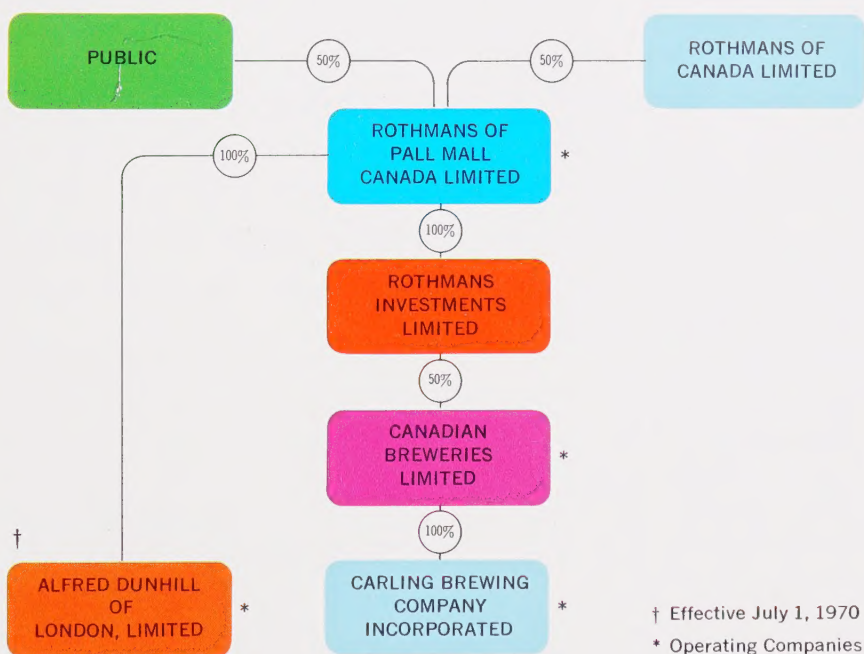 PUBLIC
50%
50%
ROTHMANS OF
CANADA LIMITED
ROTHMANS OF
PALL MALL
CANADA LIMITED
*
100%
100%
ROTHMANS
INVESTMENTS
LIMITED
50%
CANADIAN
BREWERIES
LIMITED
*
100%
†
ALFRED DUNHILL
OF
LONDON, LIMITED
*
CARLING BREWING
COMPANY
INCORPORATED
*
† Effective July 1, 1970
* Operating Companies